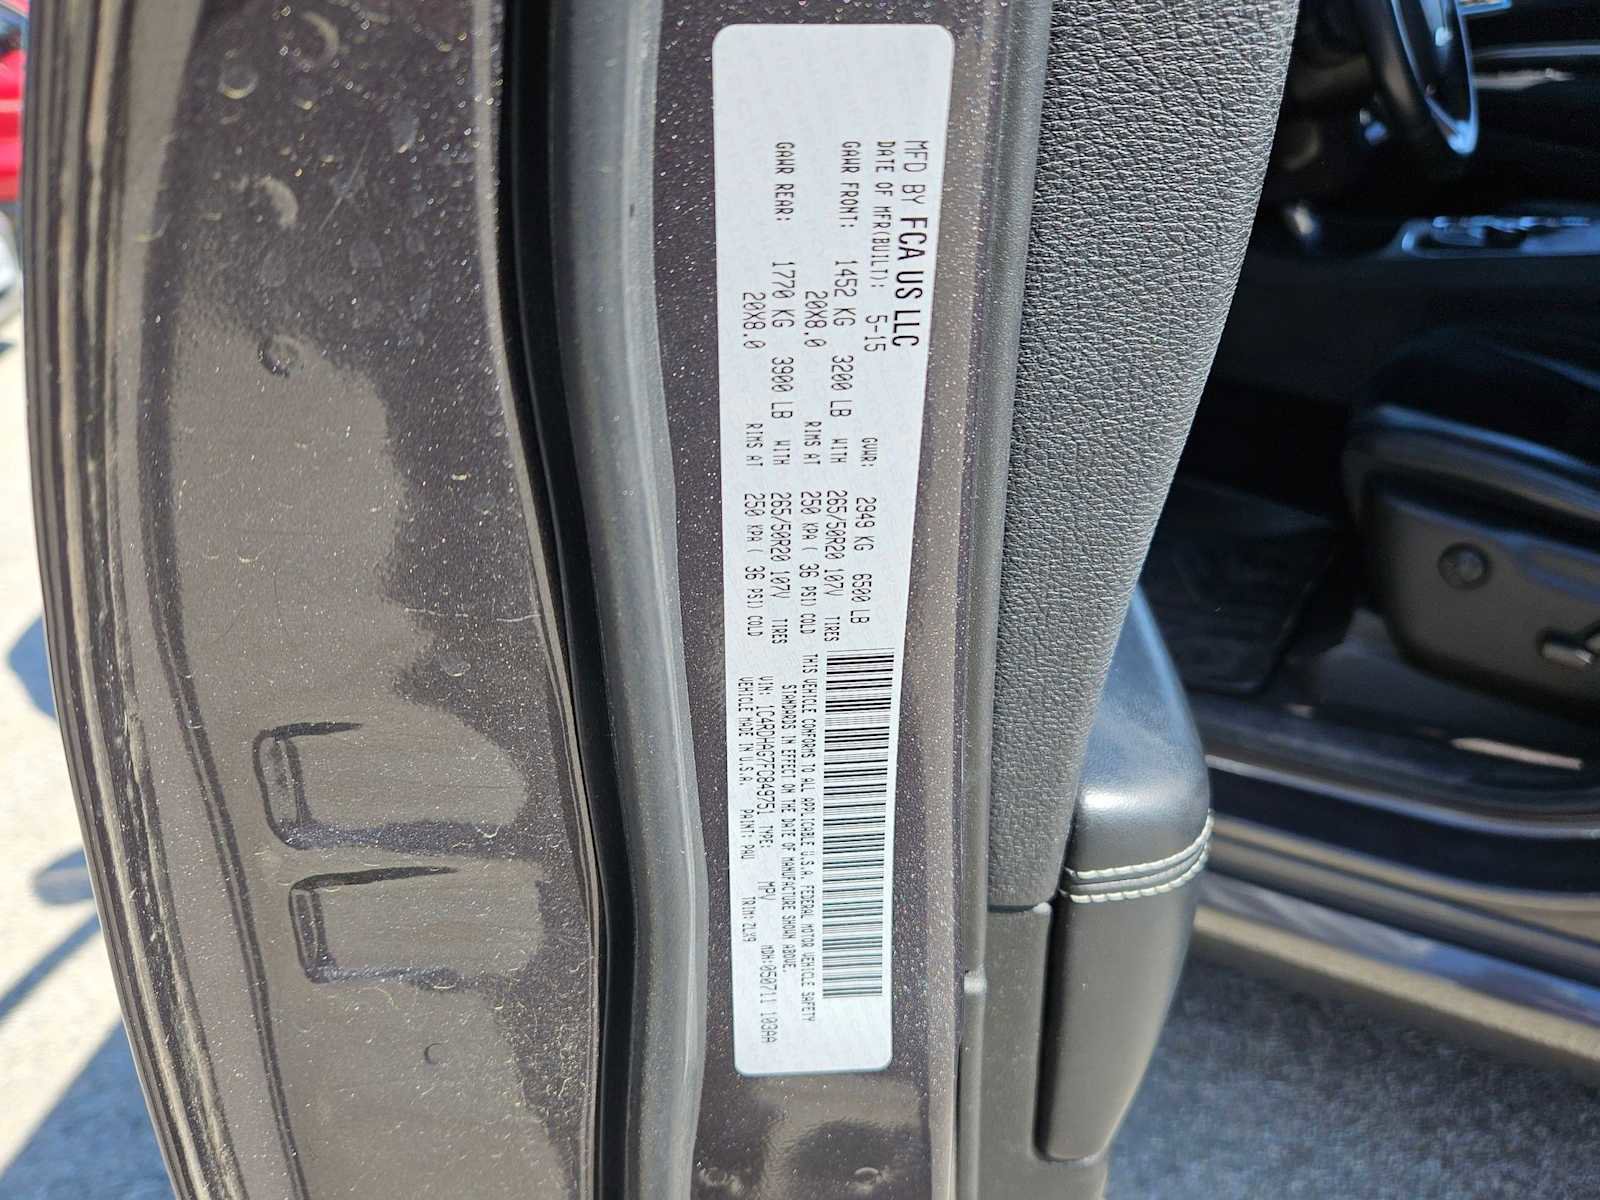 MFD BY FCA US LLC
DATE OF MFR(BUILT): 5-15 GVWR: 2949 KG 6500 LB
GAWR FRONT: 1452 KG 3200 LB WITH 265/50R20 107V TIRES
20X8.0 RIMS AT 250 KPA ( 36 PSI) COLD
GAWR REAR: 1770 KG 3900 LB WITH 265/50R20 107V TIRES
20X8.0 RIMS AT 250 KPA ( 36 PSI) COLD
THIS VEHICLE CONFORMS TO ALL APPLICABLE U.S.A. FEDERAL MOTOR VEHICLE SAFETY
STANDARDS IN EFFECT ON THE DATE OF MANUFACTURE SHOWN ABOVE.
VIN: 1C4RDHAG7FC849751 TYPE: MPV MDH:050711 103AA
VEHICLE MADE IN U.S.A. PAINT: PAU TRIM:ZLX9